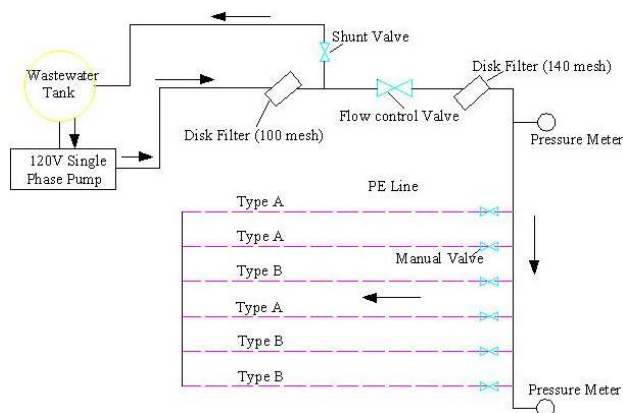 Shunt Valve
Wastewater
Tank
Disk Filter (140 mesh)
Disk Filter (100 mesh)
Flow control Valve
Pressure Meter
120V Single
Phase Pump
PE Line
Type A
Type A
Manual Valve
Type B
Type A
Type B
Type B
Pressure Meter